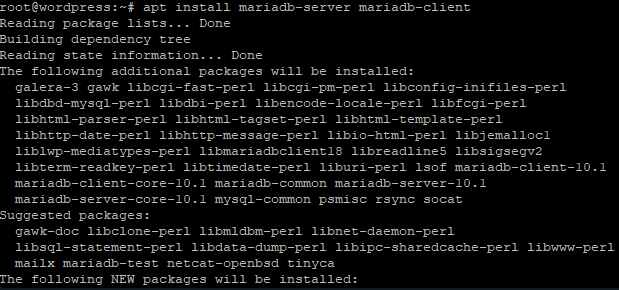 root@wordpress:~# apt install mariadb-server mariadb-client
Reading package lists... Done
Building dependency tree
Reading state information... Done
The following additional packages will be installed:
  galera-3 gawk libcgi-fast-perl libcgi-pm-perl libconfig-inifiles-perl
  libdbd-mysql-perl libdbi-perl libencode-locale-perl libfcgi-perl
  libhtml-parser-perl libhtml-tagset-perl libhtml-template-perl
  libhttp-date-perl libhttp-message-perl libio-html-perl libjemalloc1
  liblwp-mediatypes-perl libmariadbclient18 libreadline5 libsigsegv2
  libterm-readkey-perl libtimedate-perl liburi-perl lsof mariadb-client-10.1
  mariadb-client-core-10.1 mariadb-common mariadb-server-10.1
  mariadb-server-core-10.1 mysql-common psmisc rsync socat
Suggested packages:
  gawk-doc libclone-perl libmldbm-perl libnet-daemon-perl
  libsql-statement-perl libdata-dump-perl libipc-sharedcache-perl libwww-perl
  mailx mariadb-test netcat-openbsd tinyca
The following NEW packages will be installed: